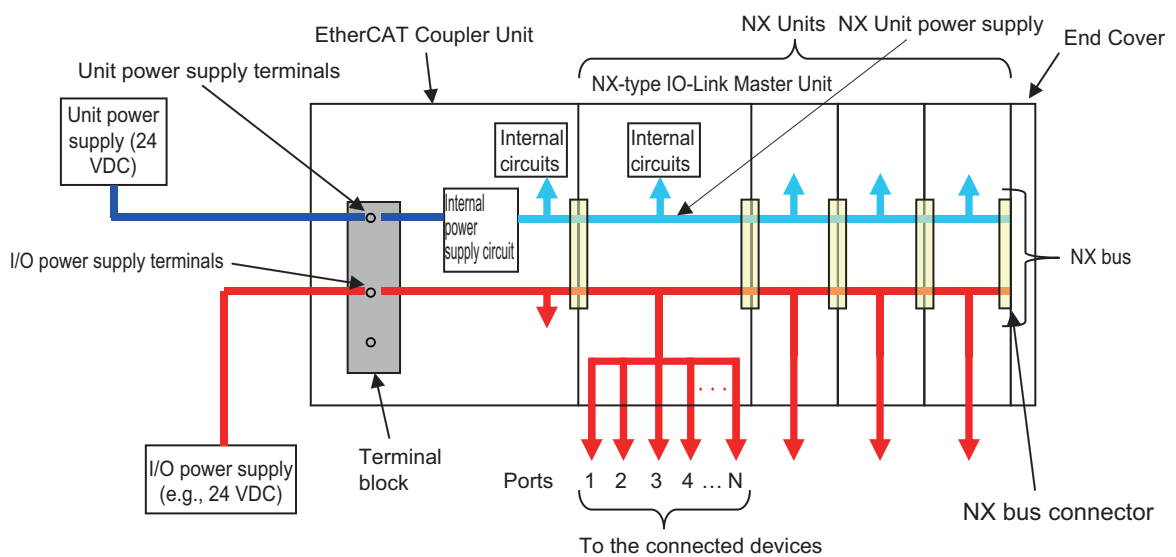 NX Units
NX Unit power supply
EtherCAT Coupler Unit
End Cover
Unit power supply terminals
NX-type IO-Link Master Unit
Unit power
supply (24
VDC)
Internal
circuits
Internal
circuits
Internal
power
supply circuit
I/O power supply terminals
NX bus
I/O power supply
(e.g., 24 VDC)
Terminal
block
. . .
Ports 1 2 3 4 ... N
NX bus connector
To the connected devices